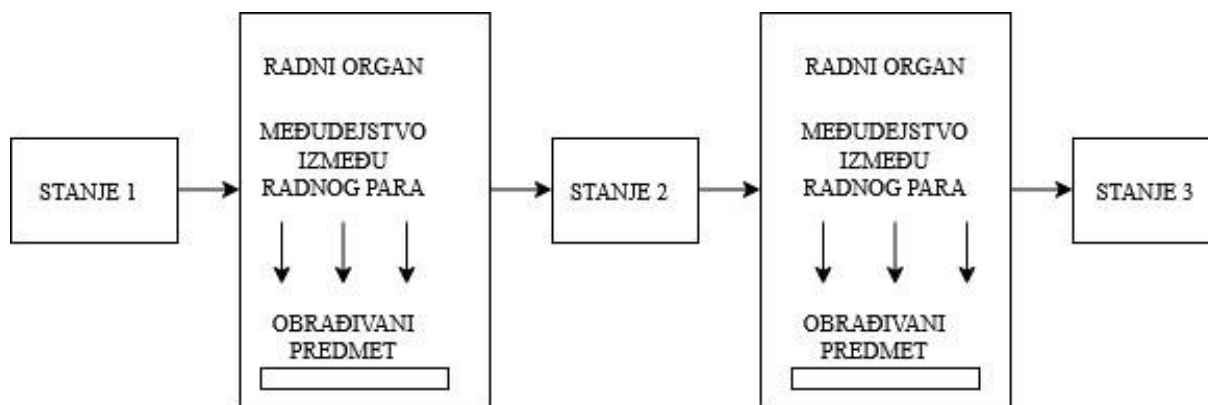 STANJE 1
RADNI ORGAN
MEĐUDEJSTVO
IZMEĐU
RADNOG PARA
OBRAĐIVANI
PREDMET
STANJE 2
RADNI ORGAN
MEĐUDEJSTVO
IZMEĐU
RADNOG PARA
OBRAĐIVANI
PREDMET
STANJE 3